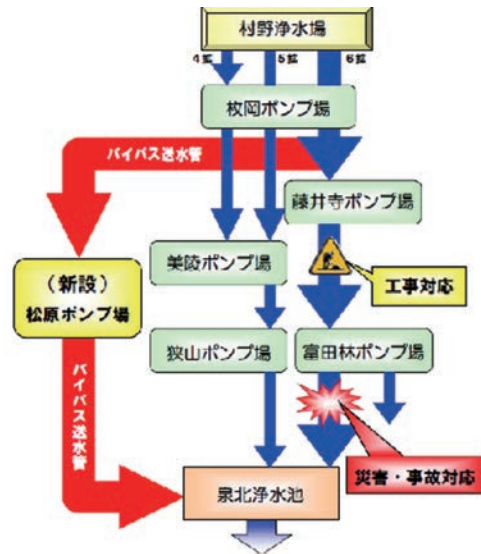 村野浄水場
4拡
5拡
6拡
枚岡ポンプ場
バイパス送水管
藤井寺ポンプ場
美陵ポンプ場
工事対応
(新設)
松原ポンプ場
狭山ポンプ場
富田林ポンプ場
バイパス送水管
災害・事故対応
泉北浄水池